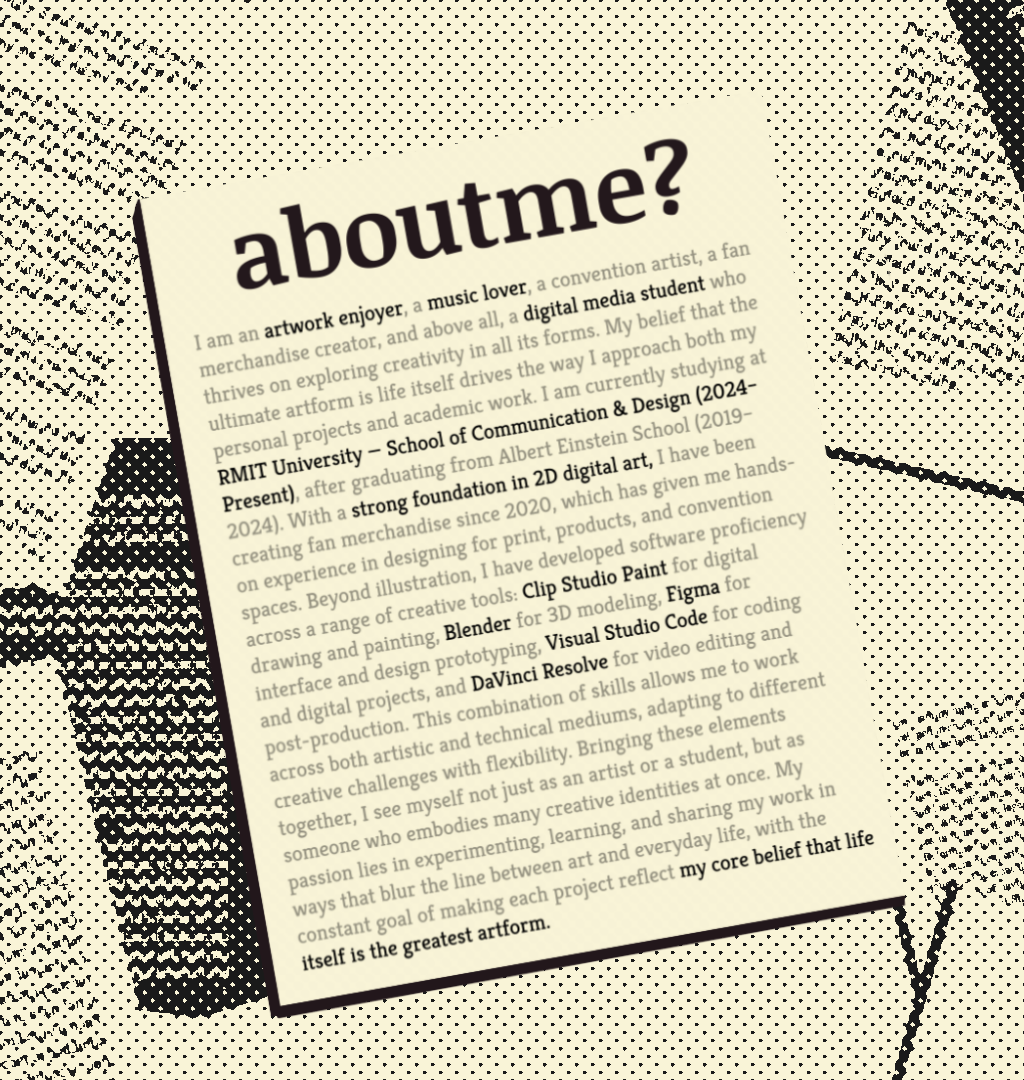 aboutme?
I am an artwork enjoyer, a music lover, a convention artist, a fan
merchandise creator, and above all, a digital media student who
thrives on exploring creativity in all its forms. My belief that the
ultimate artform is life itself drives the way I approach both my
personal projects and academic work. I am currently studying at
RMIT University – School of Communication & Design (2024–
Present), after graduating from Albert Einstein School (2019–
2024). With a strong foundation in 2D digital art, I have been
creating fan merchandise since 2020, which has given me hands-
on experience in designing for print, products, and convention
spaces. Beyond illustration, I have developed software proficiency
across a range of creative tools: Clip Studio Paint for digital
drawing and painting, Blender for 3D modeling, Figma for
interface and design prototyping, Visual Studio Code for coding
and digital projects, and DaVinci Resolve for video editing and
post-production. This combination of skills allows me to work
across both artistic and technical mediums, adapting to different
creative challenges with flexibility. Bringing these elements
together, I see myself not just as an artist or a student, but as
someone who embodies many creative identities at once. My
passion lies in experimenting, learning, and sharing my work in
ways that blur the line between art and everyday life, with the
constant goal of making each project reflect my core belief that life
itself is the greatest artform.